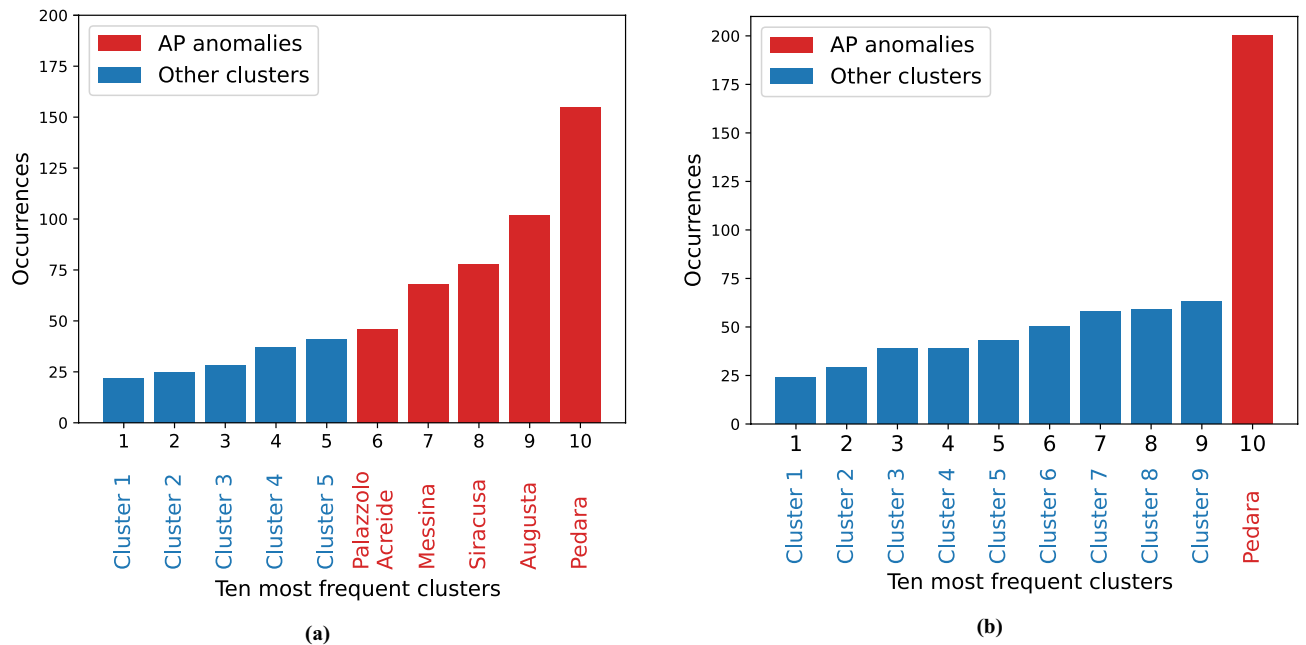 200
175
150
125
100
75
50
25
0
Occurrences
AP anomalies
Other clusters
1 2 3 4 5 6 7 8 9 10
Cluster 1
Cluster 2
Cluster 3
Cluster 4
Cluster 5
Palazzolo
Acreide
Messina
Siracusa
Augusta
Pedara
Ten most frequent clusters
(a)
200
175
150
125
100
75
50
25
0
Occurrences
AP anomalies
Other clusters
1 2 3 4 5 6 7 8 9 10
Cluster 1
Cluster 2
Cluster 3
Cluster 4
Cluster 5
Cluster 6
Cluster 7
Cluster 8
Cluster 9
Pedara
Ten most frequent clusters
(b)